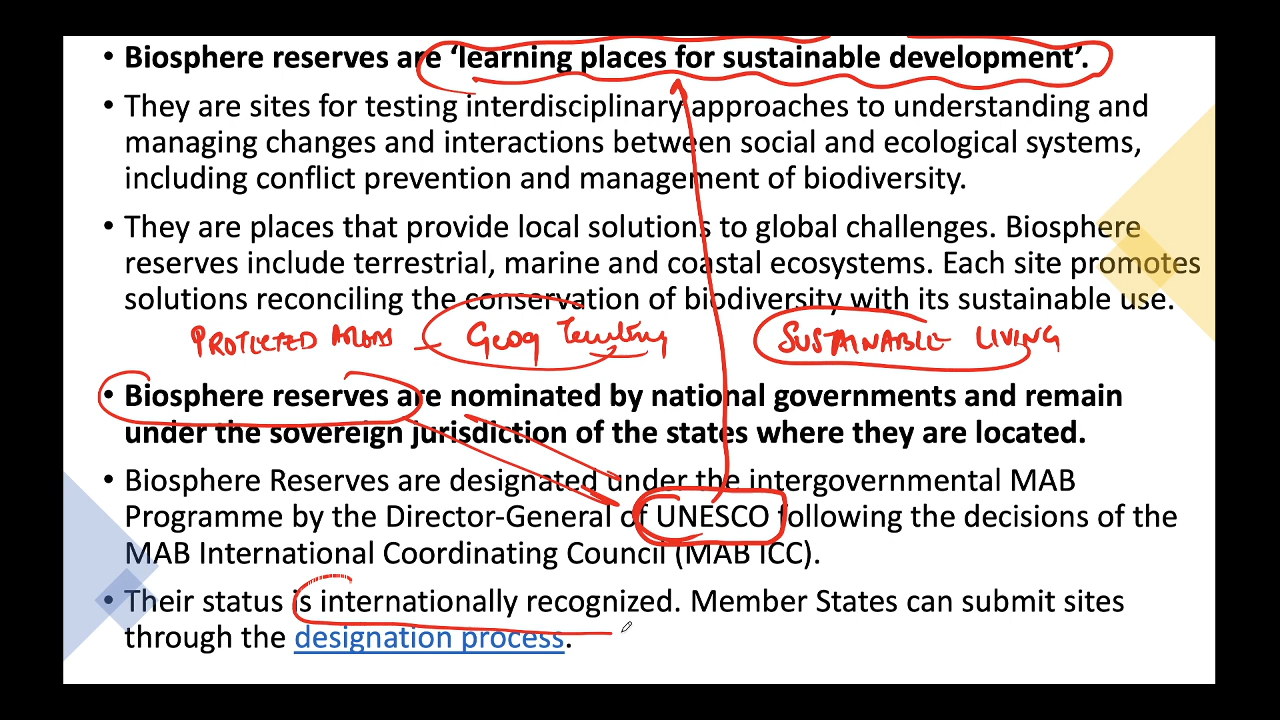 • Biosphere reserves are ‘learning places for sustainable development’.
• They are sites for testing interdisciplinary approaches to understanding and
managing changes and interactions between social and ecological systems,
including conflict prevention and management of biodiversity.
• They are places that provide local solutions to global challenges. Biosphere
reserves include terrestrial, marine and coastal ecosystems. Each site promotes
solutions reconciling the conservation of biodiversity with its sustainable use.
PROTECTED – Geog Territory SUSTAINABLE LIVING
• Biosphere reserves are nominated by national governments and remain
under the sovereign jurisdiction of the states where they are located.
• Biosphere Reserves are designated under the intergovernmental MAB
Programme by the Director-General of UNESCO following the decisions of the
MAB International Coordinating Council (MAB ICC).
• Their status is internationally recognized. Member States can submit sites
through the designation process.